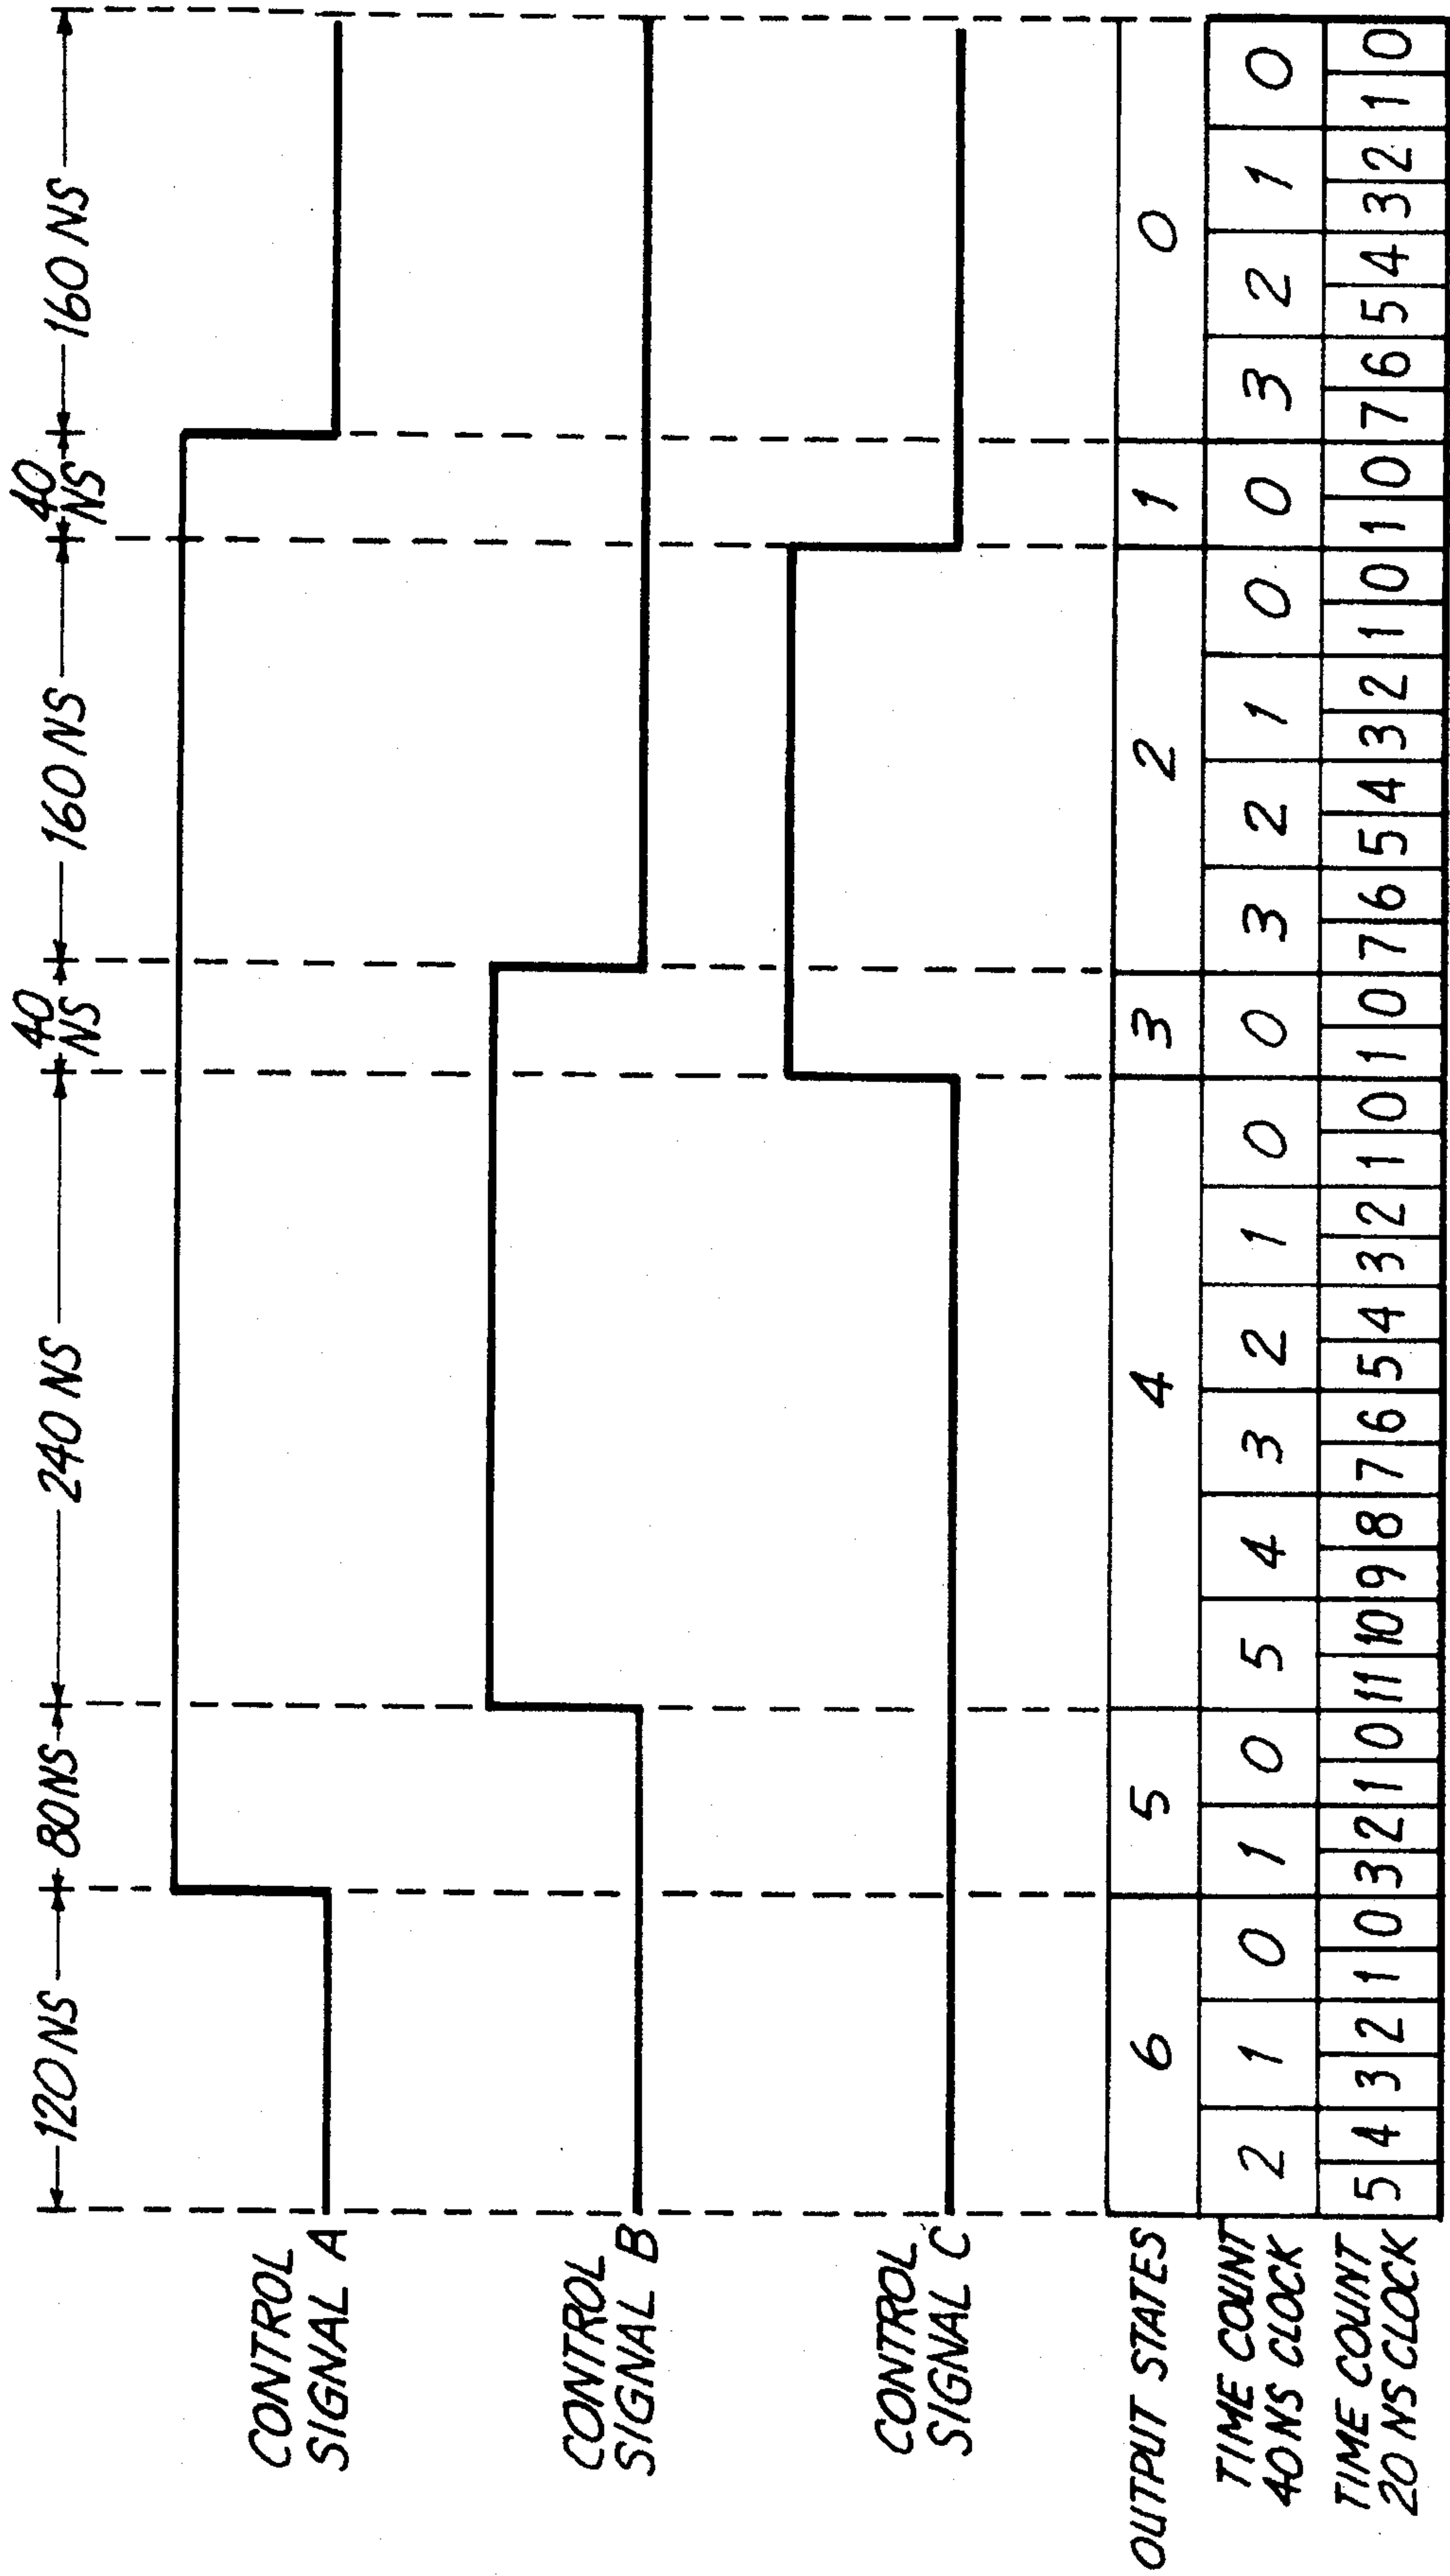 120 NS 80 NS 240 NS 40 NS 160 NS 40 NS 160 NS
CONTROL
SIGNAL A
CONTROL
SIGNAL B
CONTROL
SIGNAL C
OUTPUT STATES 6 5 4 3 2 1 0
TIME COUNT
40 NS CLOCK 2 1 0 1 0 5 4 3 2 1 0 0 3 2 1 0 0 3 2 1 0
TIME COUNT
20 NS CLOCK 5 4 3 2 1 0 3 2 1 0 11 10 9 8 7 6 5 4 3 2 1 0 1 0 7 6 5 4 3 2 1 0 1 0 7 6 5 4 3 2 1 0